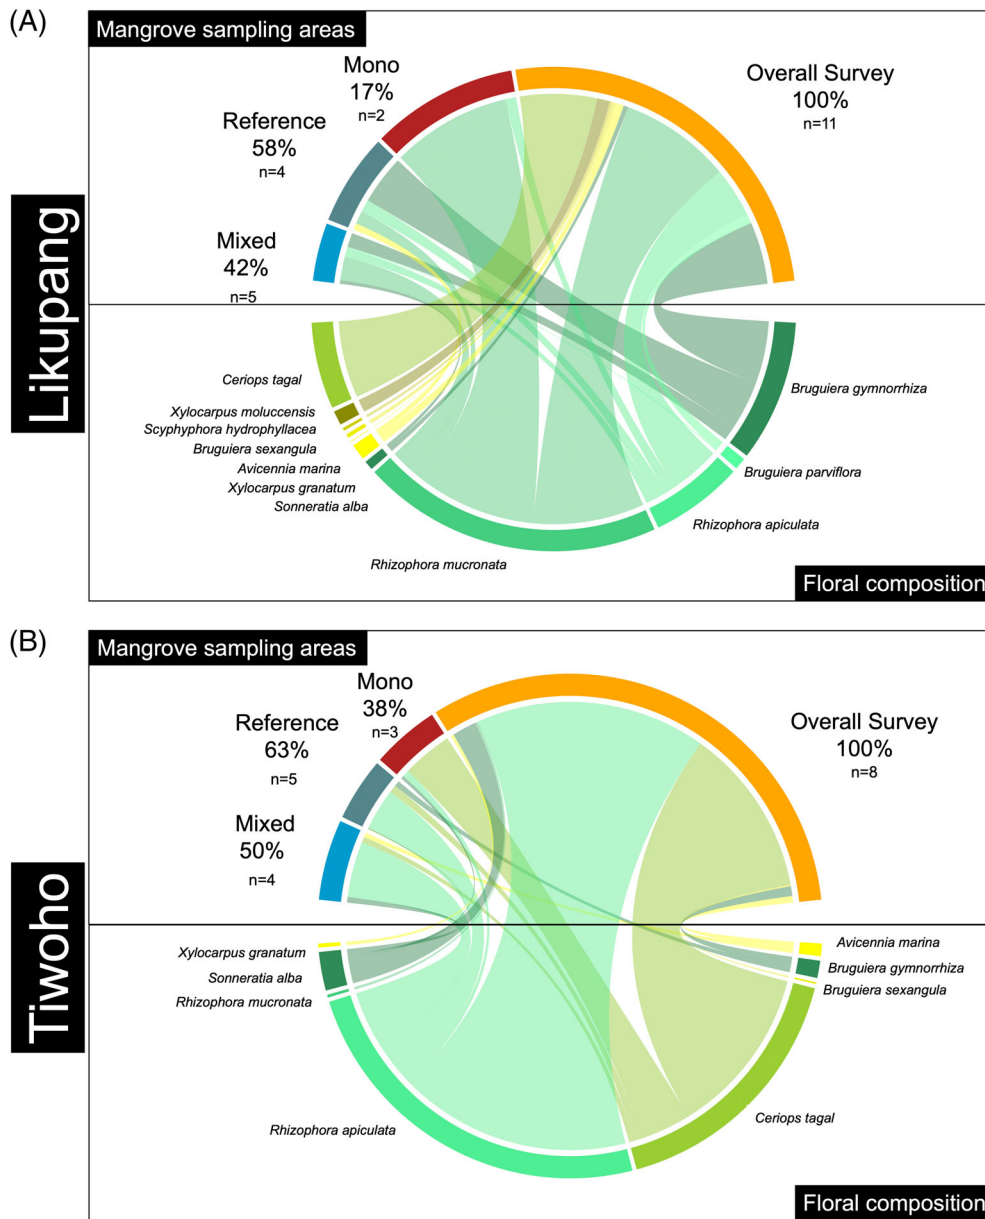 (A)
Mangrove sampling areas
Mono
17%
n=2
Overall Survey
100%
n=11
Reference
58%
n=4
Mixed
42%
n=5
Likupang
Ceriops tagal
Xylocarpus moluccensis
Scyphyphora hydrophyllacea
Bruguiera sexangula
Avicennia marina
Xylocarpus granatum
Sonneratia alba
Rhizophora mucronata
Bruguiera gymnorrhiza
Bruguiera parviflora
Rhizophora apiculata
Floral composition
(B)
Mangrove sampling areas
Mono
38%
n=3
Reference
63%
n=5
Overall Survey
100%
n=8
Mixed
50%
n=4
Tiwoho
Xylocarpus granatum
Sonneratia alba
Rhizophora mucronata
Rhizophora apiculata
Avicennia marina
Bruguiera gymnorrhiza
Bruguiera sexangula
Ceriops tagal
Floral composition